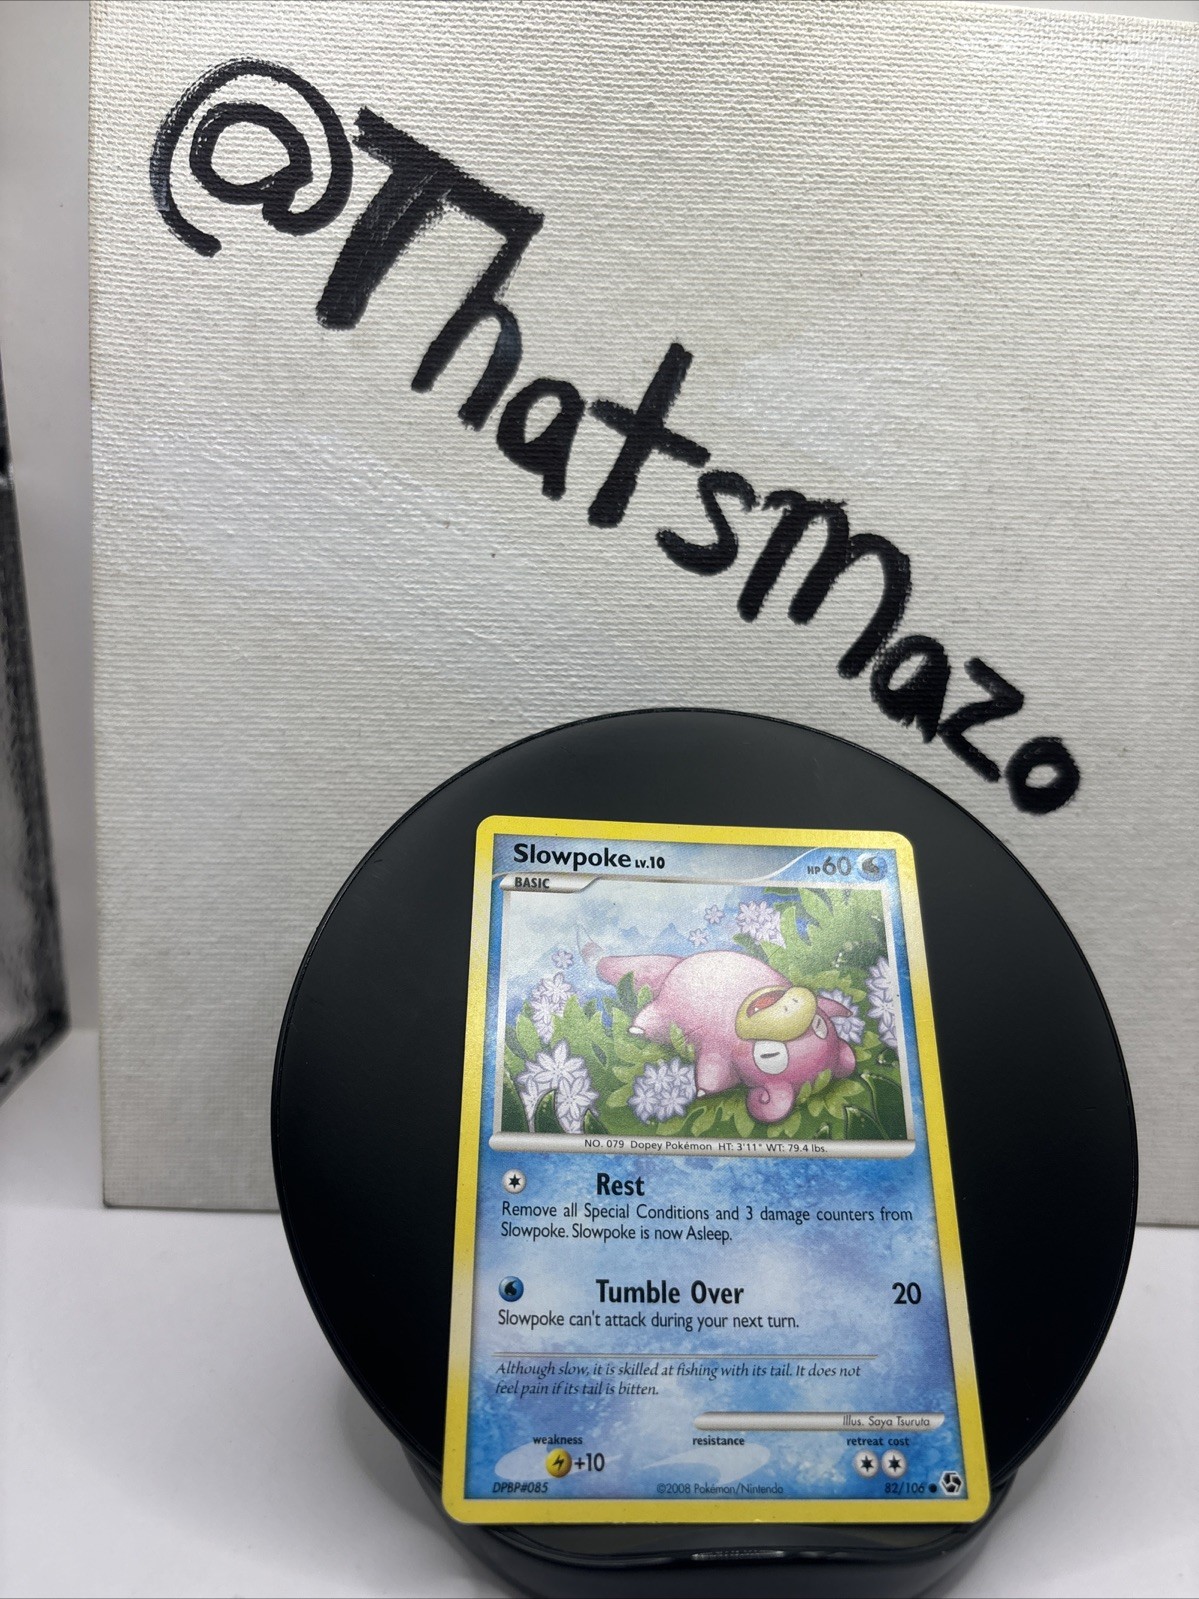 @ThatsMazo
Slowpoke LV.10
HP 60
BASIC
NO. 079 Dopey Pokémon HT: 3'11" WT: 79.4 lbs.
Rest
Remove all Special Conditions and 3 damage counters from
Slowpoke. Slowpoke is now Asleep.
Tumble Over 20
Slowpoke can't attack during your next turn.
Although slow, it is skilled at fishing with its tail. It does not
feel pain if its tail is bitten.
Illus. Saya Tsuruta
weakness resistance retreat cost
+10
DPBP#085 ©2008 Pokémon/Nintendo 82/106